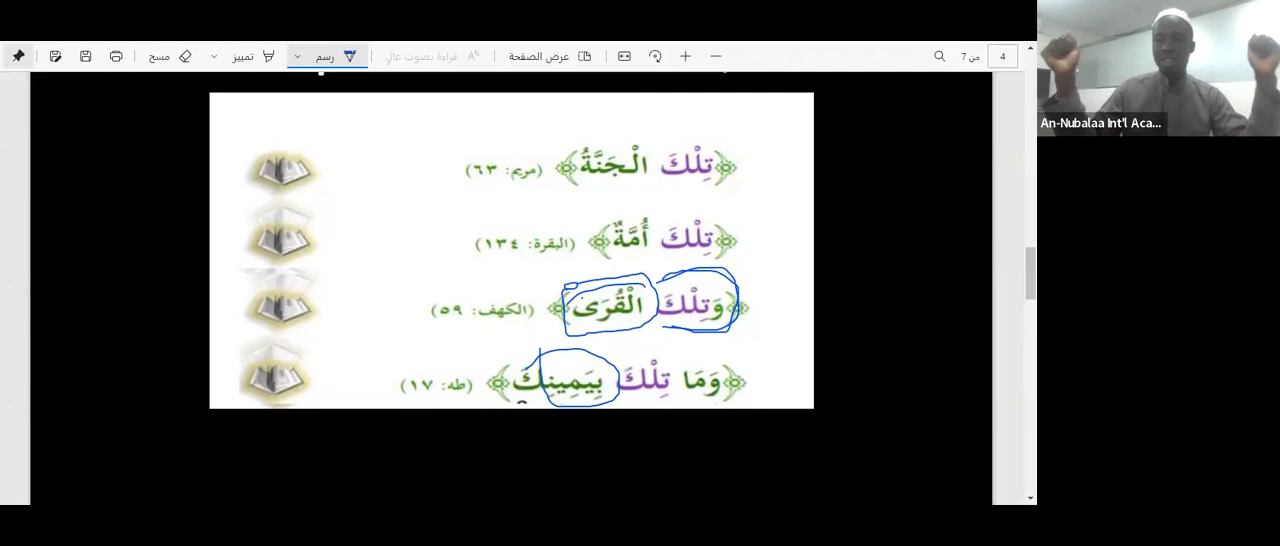 4 من 7
عرض الصفحة
قراءة بصوت عالي
رسم
تمييز
مسح
An-Nubalaa Int'l Aca...
﴿تِلْكَ الْجَنَّةُ﴾ (مريم: ٦٣)
﴿تِلْكَ أُمَّةٌ﴾ (البقرة: ١٣٤)
﴿وَتِلْكَ الْقُرَى﴾ (الكهف: ٥٩)
﴿وَمَا تِلْكَ بِيَمِينِكَ﴾ (طه: ١٧)